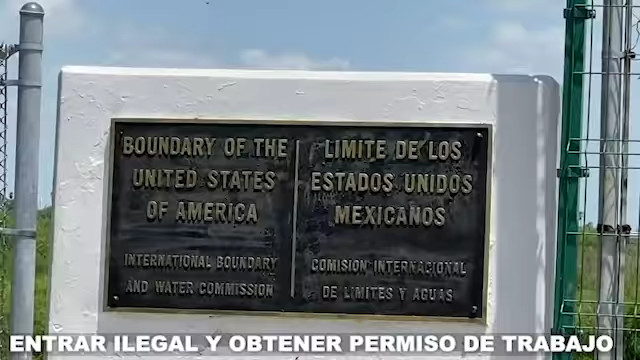 BOUNDARY OF THE
UNITED STATES
OF AMERICA
INTERNATIONAL BOUNDARY
AND WATER COMMISSION
LIMITE DE LOS
ESTADOS UNIDOS
MEXICANOS
COMISION INTERNACIONAL
DE LIMITES Y AGUAS
ENTRAR ILEGAL Y OBTENER PERMISO DE TRABAJO